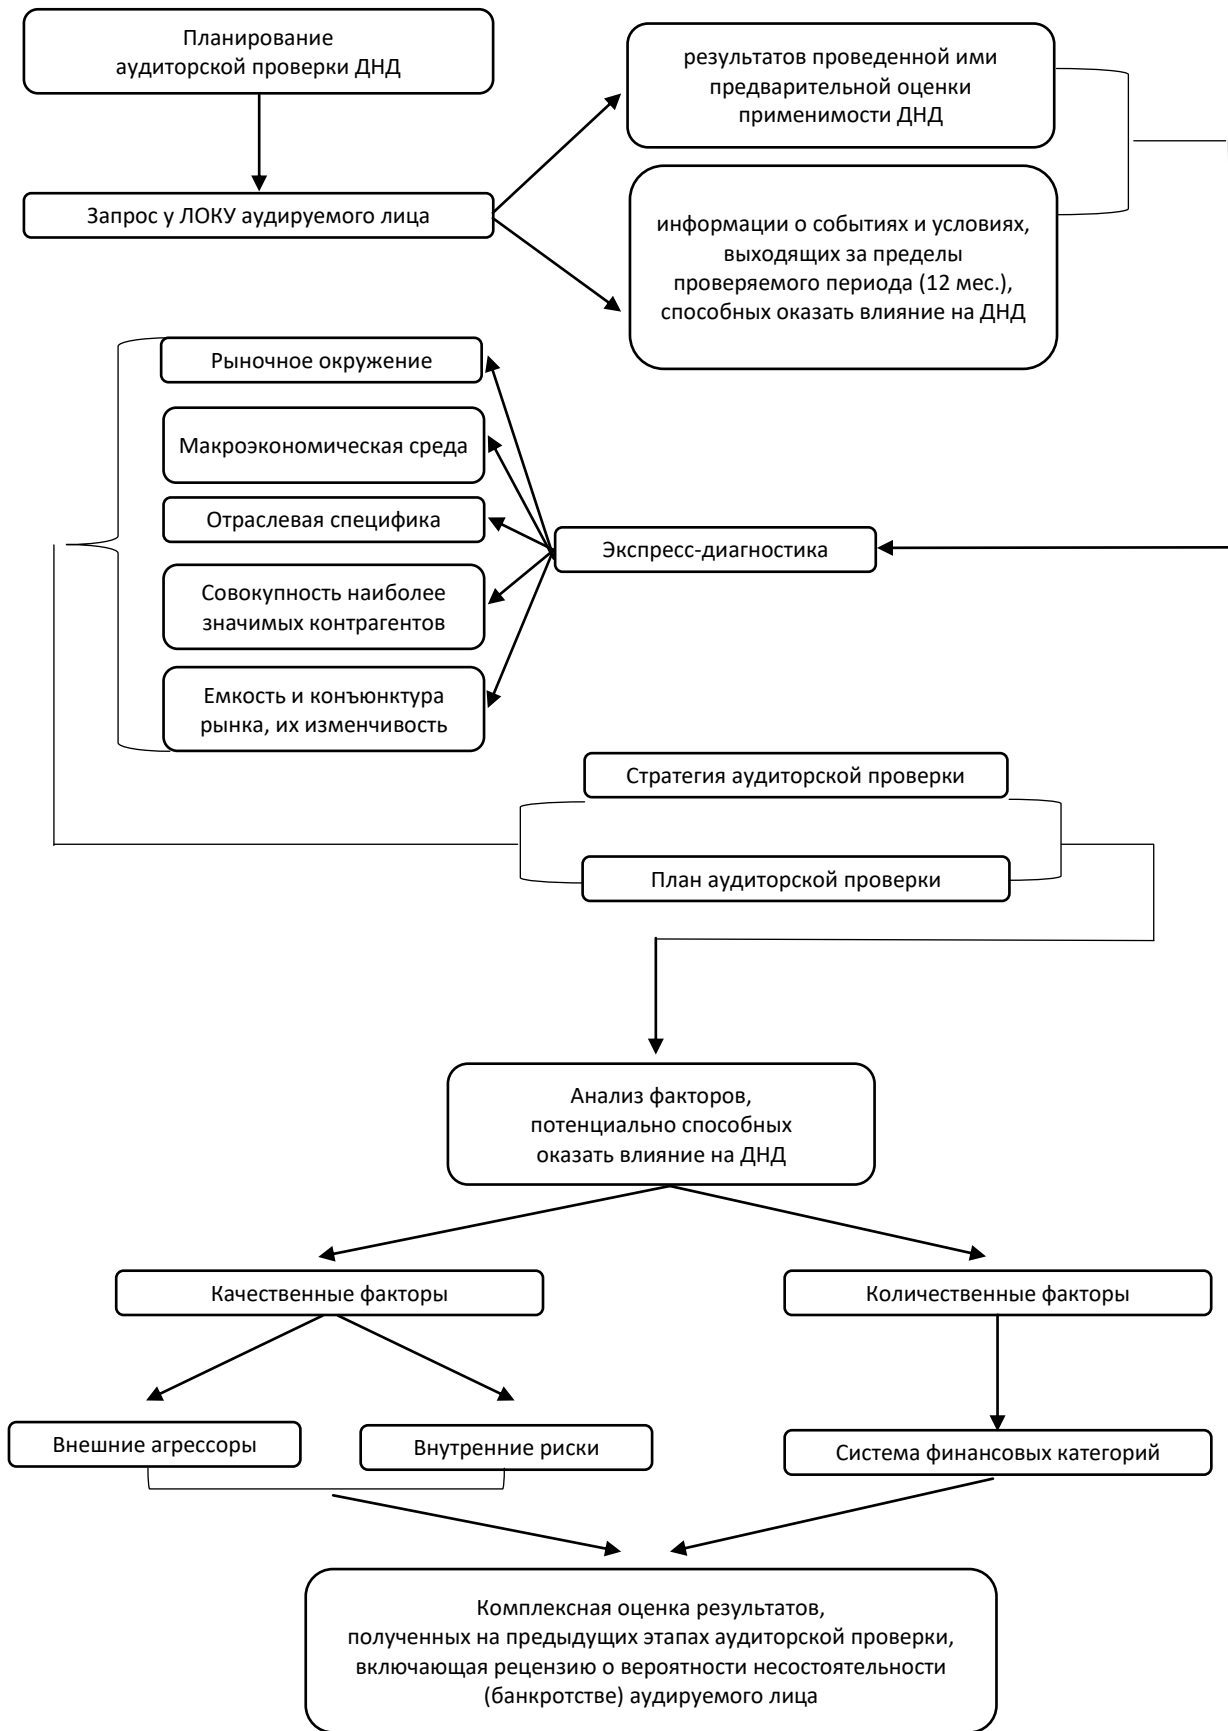 Планирование
аудиторской проверки ДНД
результатов проведенной ими
предварительной оценки
применимости ДНД
Запрос у ЛОКУ аудируемого лица
информации о событиях и условиях,
выходящих за пределы
проверяемого периода (12 мес.),
способных оказать влияние на ДНД
Рыночное окружение
Макроэкономическая среда
Отраслевая специфика
Экспресс-диагностика
Совокупность наиболее
значимых контрагентов
Емкость и конъюнктура
рынка, их изменчивость
Стратегия аудиторской проверки
План аудиторской проверки
Анализ факторов,
потенциально способных
оказать влияние на ДНД
Качественные факторы
Количественные факторы
Внешние агрессоры
Внутренние риски
Система финансовых категорий
Комплексная оценка результатов,
полученных на предыдущих этапах аудиторской проверки,
включающая рецензию о вероятности несостоятельности
(банкротстве) аудируемого лица